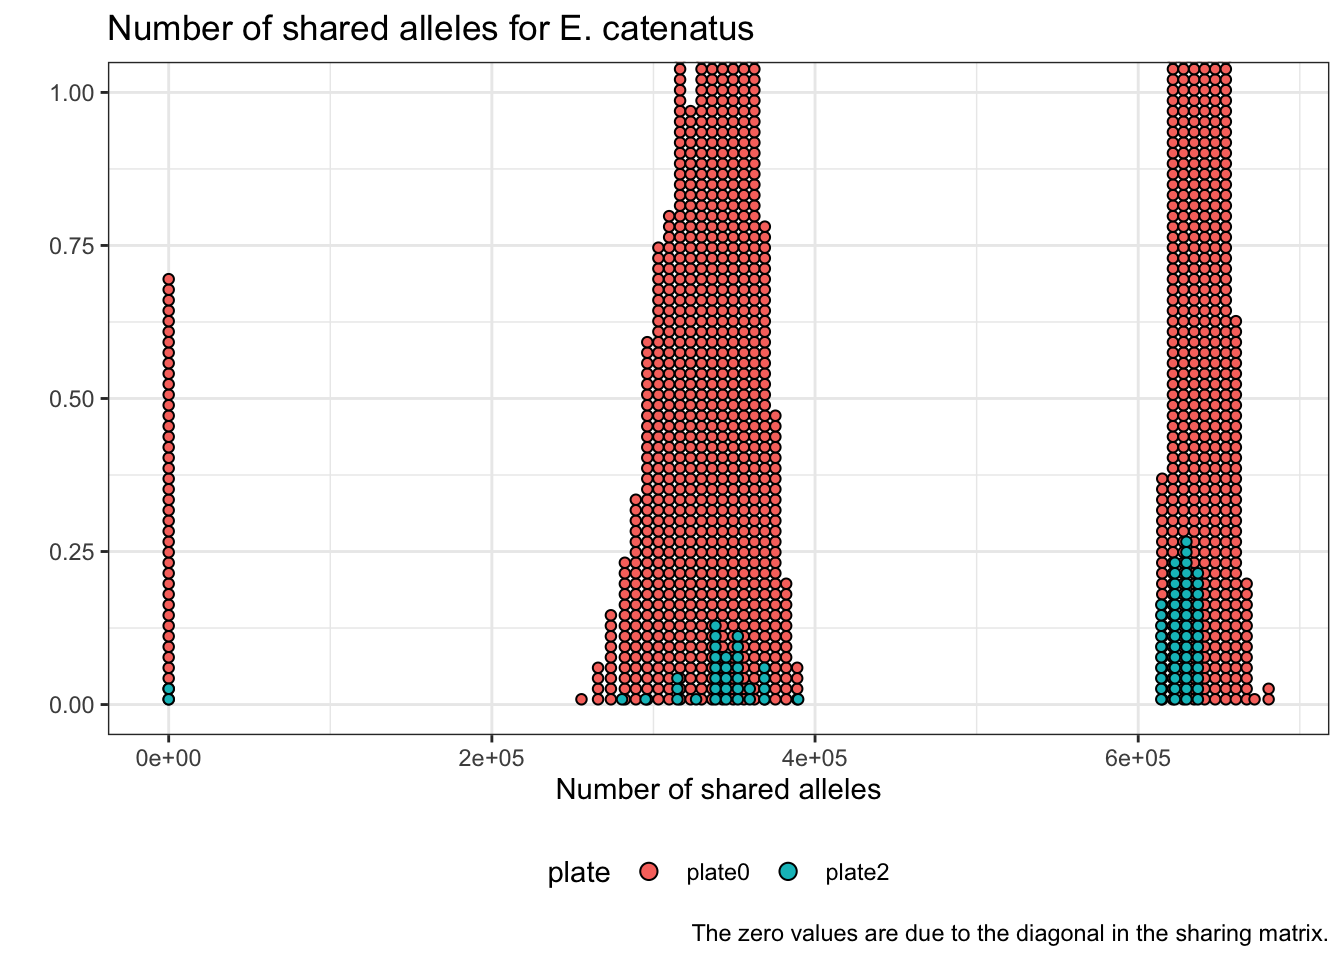 Number of shared alleles for E. catenatus
1.00
0.75
0.50
0.25
0.00
0e+00 2e+05 4e+05 6e+05
Number of shared alleles
plate plate0 plate2
The zero values are due to the diagonal in the sharing matrix.